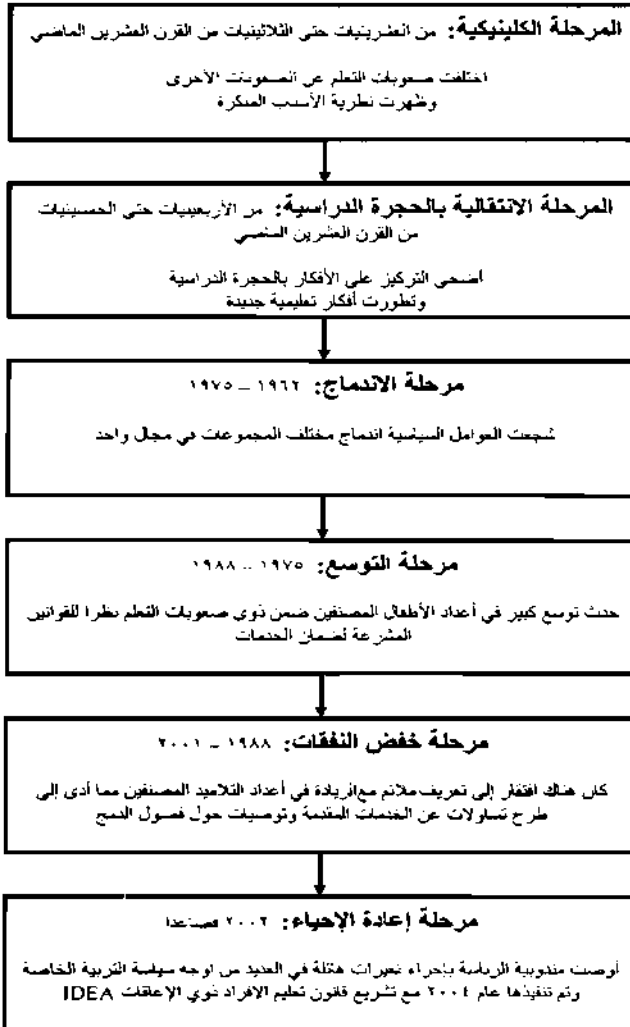 المرحلة الكلينيكية: من العشرينيات حتى الثلاثينيات من القرن العشرين الماضي
اختلفت صعوبات التعلم عن الصعوبات الأخرى
وظهرت نظرية الأسباب المبكرة
المرحلة الانتقالية بالحجرة الدراسية: من الأربعينيات حتى الخمسينيات
من القرن العشرين الماضي
أضحى التركيز على الأفكار بالحجرة الدراسية
وتطورت أفكار تعليمية جديدة
مرحلة الاندماج: ١٩٦٢ – ١٩٧٥
شجعت العوامل السياسية اندماج مختلف المجموعات في مجال واحد
مرحلة التوسع: ١٩٧٥ – ١٩٨٨
حدث توسع كبير في أعداد الأطفال المصنفين ضمن ذوي صعوبات التعلم نظرا للقوانين
المشرعة لضمان الخدمات
مرحلة خفض النفقات: ١٩٨٨ – ٢٠٠١
كان هناك افتقار إلى تعريف ملائم مع الزيادة في أعداد التلاميذ المصنفين مما أدى إلى
طرح تساولات عن الخدمات المقدمة وتوصيات حول فصول الدمج
مرحلة إعادة الإحياء: ٢٠٠٢ فصاعدا
أوصت مندوبية الرياسة بإجراء تغيرات هائلة في العديد من اوجه سياسة التربية الخاصة
وتم تنفيذها عام ٢٠٠٤ مع تشريع قانون تعليم الافراد ذوي الإعاقات IDEA